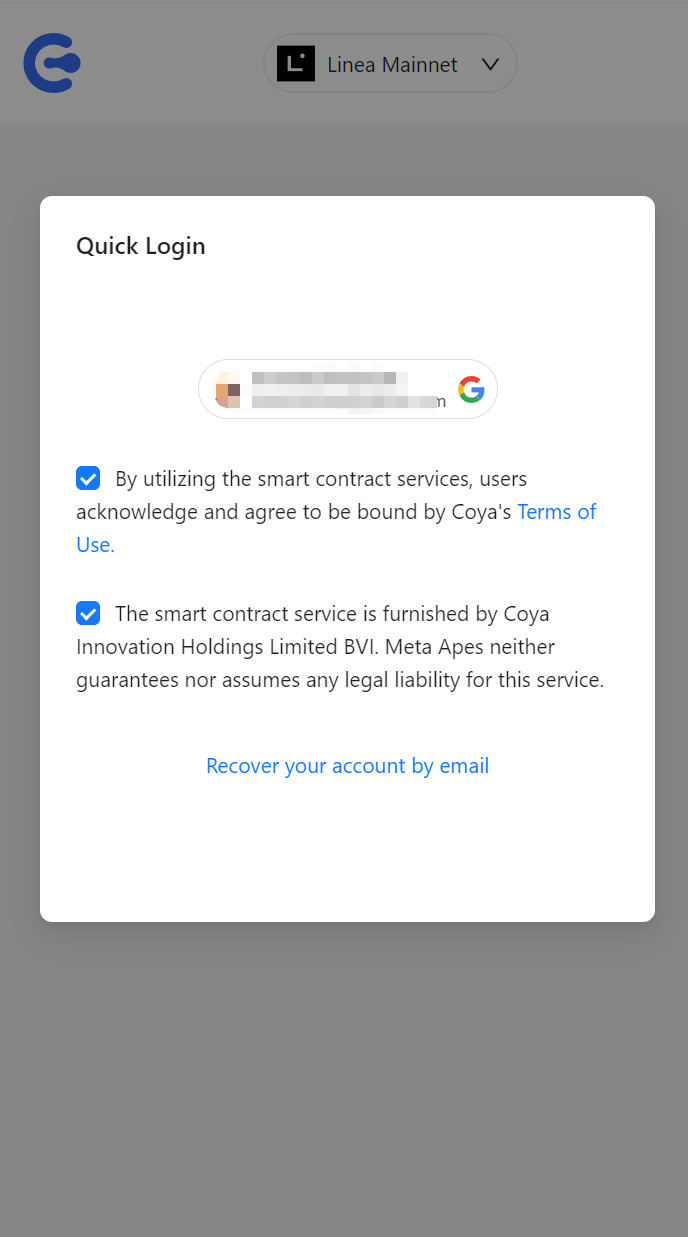 Linea Mainnet
Quick Login
m
By utilizing the smart contract services, users
acknowledge and agree to be bound by Coya's Terms of
Use.
The smart contract service is furnished by Coya
Innovation Holdings Limited BVI. Meta Apes neither
guarantees nor assumes any legal liability for this service.
Recover your account by email